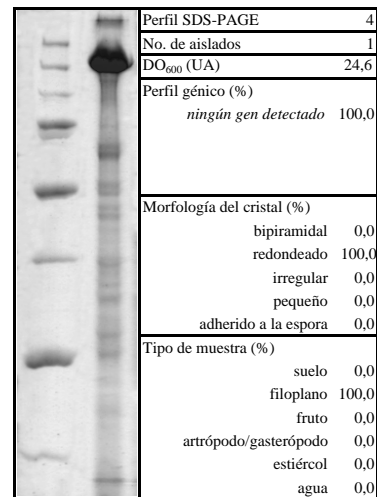 Perfil SDS-PAGE 4
No. de aislados 1
DO600 (UA) 24,6
Perfil génico (%)
ningún gen detectado 100,0
Morfología del cristal (%)
bipiramidal 0,0
redondeado 100,0
irregular 0,0
pequeño 0,0
adherido a la espora 0,0
Tipo de muestra (%)
suelo 0,0
filoplano 100,0
fruto 0,0
artrópodo/gasterópodo 0,0
estiércol 0,0
agua 0,0